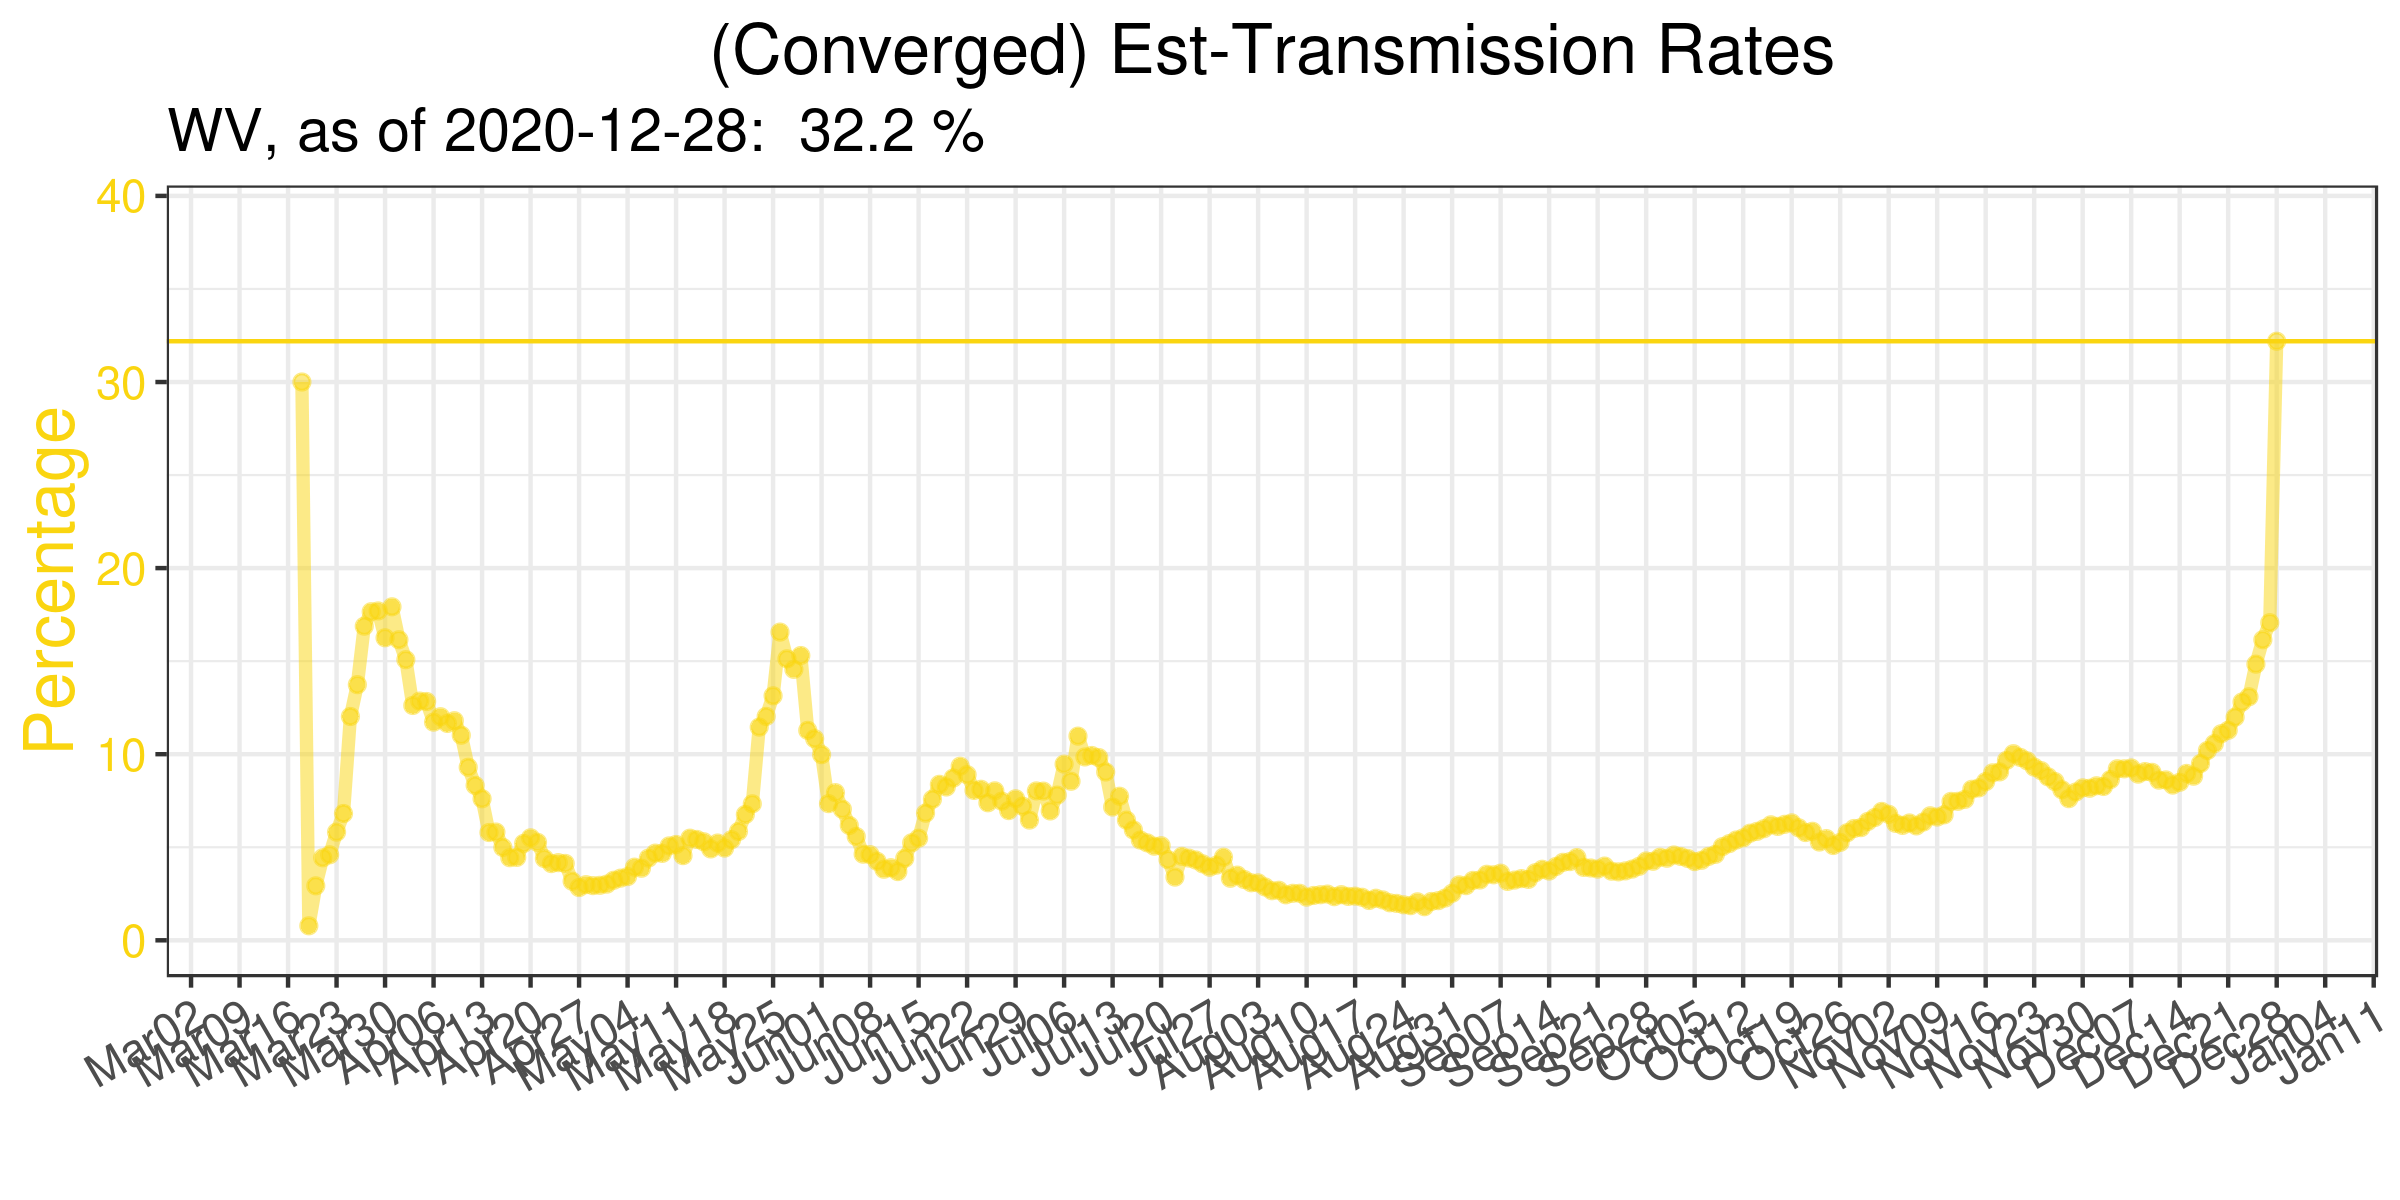 (Converged) Est-Transmission Rates
WV, as of 2020-12-28:  32.2 %
Percentage
40
30
20
10
0
Mar02
Mar09
Mar16
Mar23
Mar30
Apr06
Apr13
Apr20
Apr27
May04
May11
May18
May25
Jun01
Jun08
Jun15
Jun22
Jun29
Jul06
Jul13
Jul20
Jul27
Aug03
Aug10
Aug17
Aug24
Aug31
Sep07
Sep14
Sep21
Sep28
Oct05
Oct12
Oct19
Oct26
Nov02
Nov09
Nov16
Nov23
Nov30
Dec07
Dec14
Dec21
Dec28
Jan04
Jan11